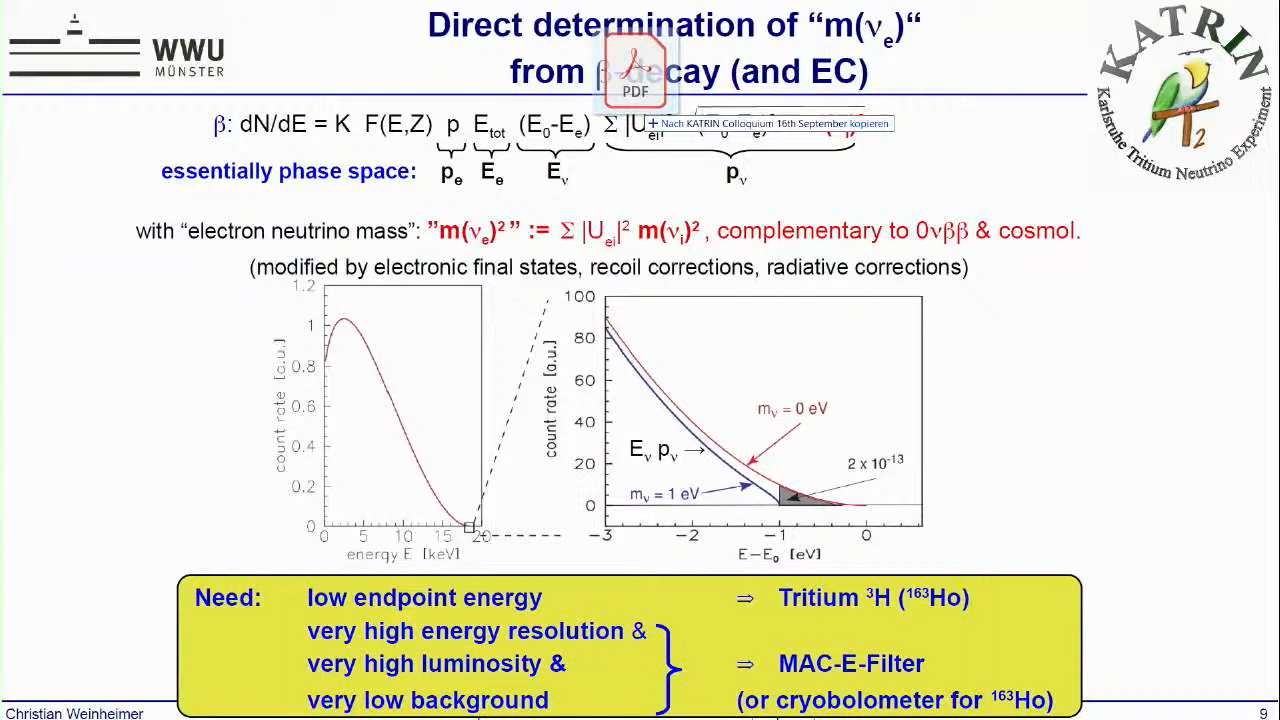 Direct determination of “m(νe)“
from β-decay (and EC)
WWU
MÜNSTER
KATRIN
Karlsruhe Tritium Neutrino Experiment
PDF
+ Nach KATRIN Colloquium 16th September kopieren
β: dN/dE = K F(E,Z) p Etot (E0-Ee) Σ |Uei|
essentially phase space: pe Ee Eν pν
with “electron neutrino mass”: ”m(νe)² ” := Σ |Uei|² m(νi)² , complementary to 0νββ & cosmol.
(modified by electronic final states, recoil corrections, radiative corrections)
count rate [a.u.]
1.2
1
0.8
0.6
0.4
0.2
0
0 5 10 15 20
energy E [keV]
count rate [a.u.]
100
80
60
40
20
0
−3 −2 −1 0
E−E0 [eV]
mν = 0 eV
Eν pν →
2 x 10⁻¹³
mν = 1 eV
Need: low endpoint energy ⇒ Tritium ³H (¹⁶³Ho)
very high energy resolution &
very high luminosity & ⇒ MAC-E-Filter
very low background (or cryobolometer for ¹⁶³Ho)
Christian Weinheimer
9